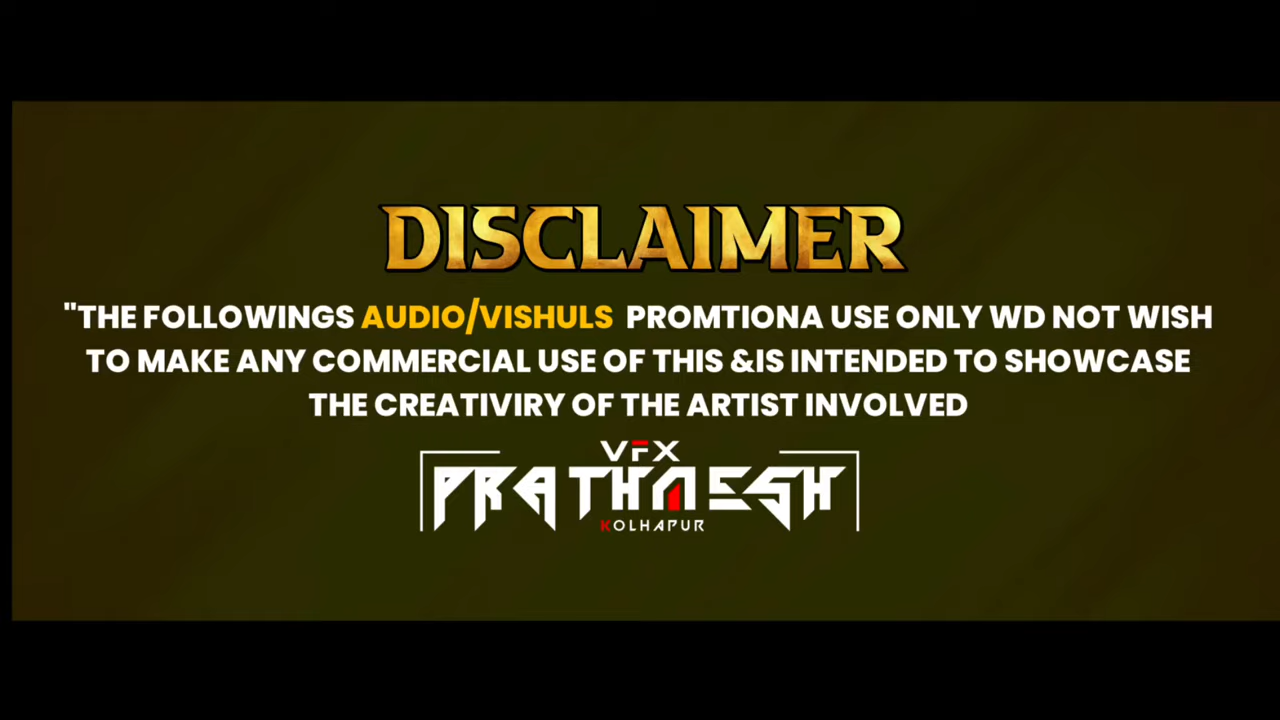 DISCLAIMER
"THE FOLLOWINGS AUDIO/VISHULS PROMTIONA USE ONLY WD NOT WISH
TO MAKE ANY COMMERCIAL USE OF THIS &IS INTENDED TO SHOWCASE
THE CREATIVIRY OF THE ARTIST INVOLVED
VFX
PRATHMESH
KOLHAPUR